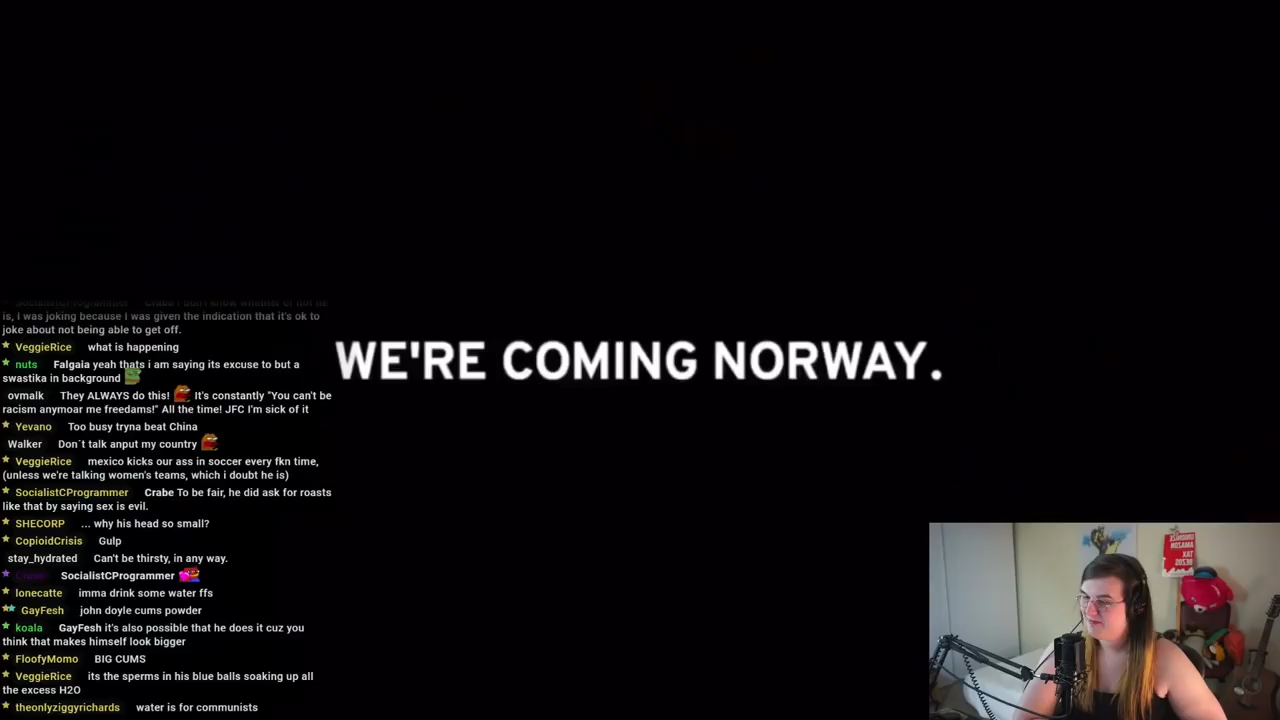 is, I was joking because I was given the indication that it's ok to
joke about not being able to get off.
VeggieRice what is happening
nuts Falgaia yeah thats i am saying its excuse to but a
swastika in background
ovmalk They ALWAYS do this! It's constantly "You can't be
racism anymoar me freedams!" All the time! JFC I'm sick of it
Yevano Too busy tryna beat China
Walker Don´t talk anput my country
VeggieRice mexico kicks our ass in soccer every fkn time,
(unless we're talking women's teams, which i doubt he is)
SocialistCProgrammer Crabe To be fair, he did ask for roasts
like that by saying sex is evil.
SHECORP ... why his head so small?
CopioidCrisis Gulp
stay_hydrated Can't be thirsty, in any way.
SocialistCProgrammer
lonecatte imma drink some water ffs
GayFesh john doyle cums powder
koala GayFesh it's also possible that he does it cuz you
think that makes himself look bigger
FloofyMomo BIG CUMS
VeggieRice its the sperms in his blue balls soaking up all
the excess H2O
theonlyziggyrichards water is for communists
WE'RE COMING NORWAY.